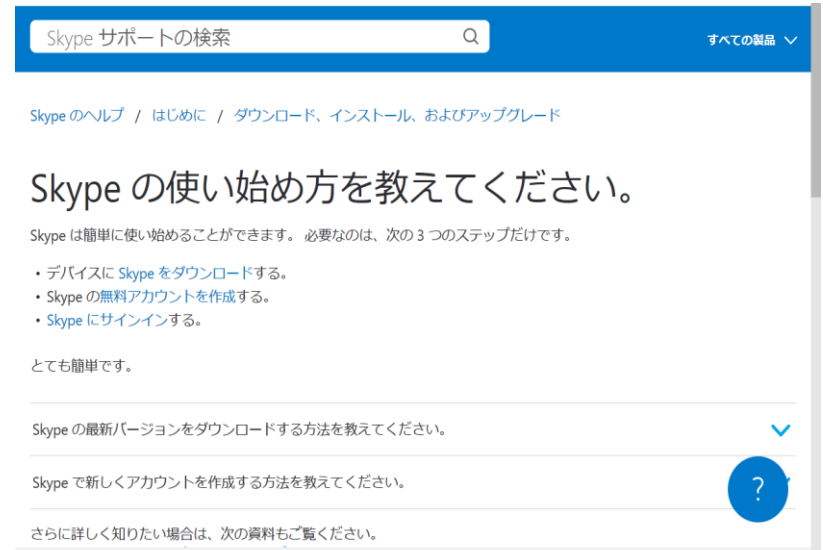 Skype サポートの検索
すべての製品
Skype のヘルプ / はじめに / ダウンロード、インストール、およびアップグレード
Skype の使い始め方を教えてください。
Skype は簡単に使い始めることができます。 必要なのは、次の 3 つのステップだけです。
・デバイスに Skype をダウンロードする。
・Skype の無料アカウントを作成する。
・Skype にサインインする。
とても簡単です。
Skype の最新バージョンをダウンロードする方法を教えてください。
Skype で新しくアカウントを作成する方法を教えてください。
?
さらに詳しく知りたい場合は、次の資料もご覧ください。